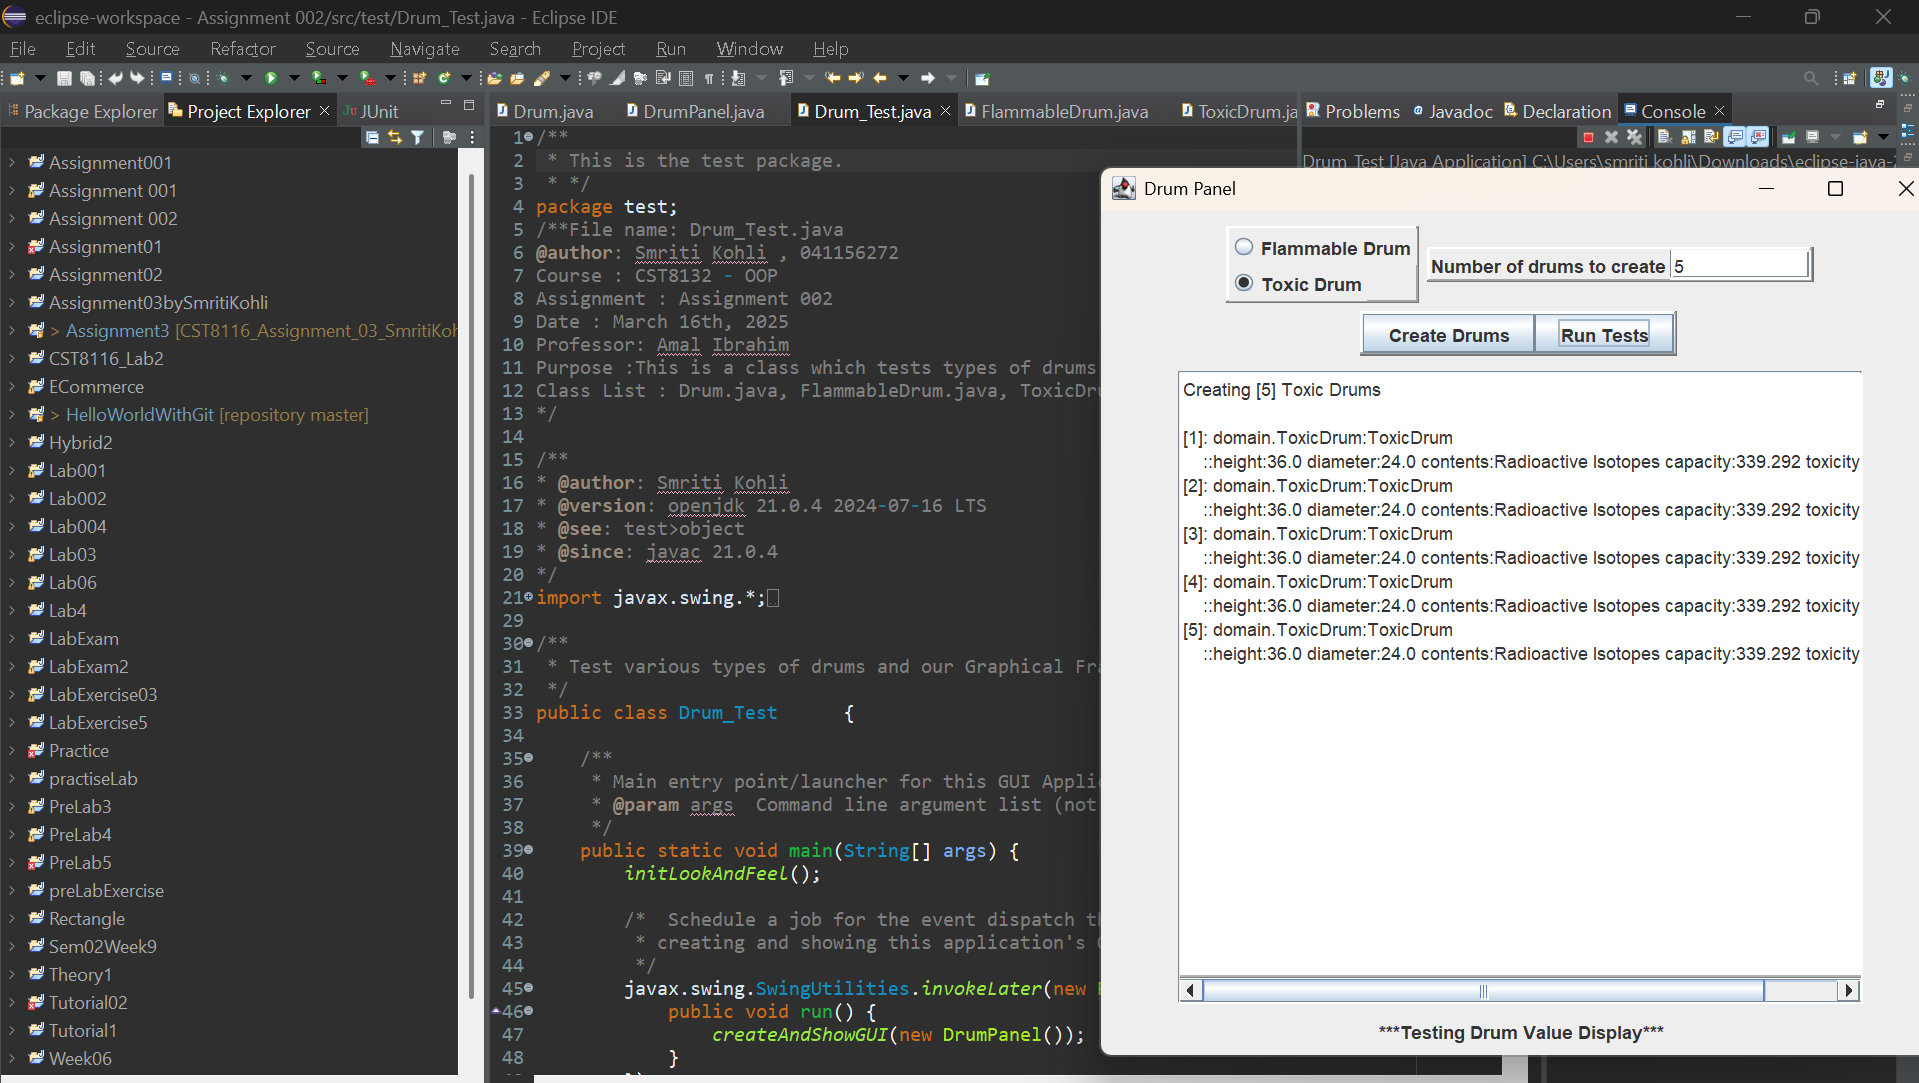 eclipse-workspace - Assignment 002/src/test/Drum_Test.java - Eclipse IDE
File Edit Source Refactor Source Navigate Search Project Run Window Help
Package Explorer Project Explorer JUnit
Assignment001
Assignment 001
Assignment 002
Assignment01
Assignment02
Assignment03bySmritiKohli
> Assignment3 [CST8116_Assignment_03_SmritiKoh
CST8116_Lab2
ECommerce
> HelloWorldWithGit [repository master]
Hybrid2
Lab001
Lab002
Lab004
Lab03
Lab06
Lab4
LabExam
LabExam2
LabExercise03
LabExercise5
Practice
practiseLab
PreLab3
PreLab4
PreLab5
preLabExercise
Rectangle
Sem02Week9
Theory1
Tutorial02
Tutorial1
Week06
Drum.java DrumPanel.java Drum_Test.java FlammableDrum.java ToxicDrum.ja
1 /**
2 * This is the test package.
3 * */
4 package test;
5 /**File name: Drum_Test.java
6 @author: Smriti Kohli , 041156272
7 Course : CST8132 - OOP
8 Assignment : Assignment 002
9 Date : March 16th, 2025
10 Professor: Amal Ibrahim
11 Purpose :This is a class which tests types of drums
12 Class List : Drum.java, FlammableDrum.java, ToxicDr
13 */
14
15 /**
16 * @author: Smriti Kohli
17 * @version: openjdk 21.0.4 2024-07-16 LTS
18 * @see: test>object
19 * @since: javac 21.0.4
20 */
21 import javax.swing.*;
29
30 /**
31 * Test various types of drums and our Graphical Fr
32 */
33 public class Drum_Test {
34
35 /**
36 * Main entry point/launcher for this GUI Appli
37 * @param args Command line argument list (not
38 */
39 public static void main(String[] args) {
40 initLookAndFeel();
41
42 /* Schedule a job for the event dispatch t
43 * creating and showing this application's
44 */
45 javax.swing.SwingUtilities.invokeLater(new
46 public void run() {
47 createAndShowGUI(new DrumPanel());
48 }
Problems Javadoc Declaration Console
Drum_Test [Java Application] C:\Users\smriti kohli\Downloads\eclipse-java-2
Drum Panel
Flammable Drum
Toxic Drum
Number of drums to create 5
Create Drums Run Tests
Creating [5] Toxic Drums
[1]: domain.ToxicDrum:ToxicDrum
::height:36.0 diameter:24.0 contents:Radioactive Isotopes capacity:339.292 toxicity
[2]: domain.ToxicDrum:ToxicDrum
::height:36.0 diameter:24.0 contents:Radioactive Isotopes capacity:339.292 toxicity
[3]: domain.ToxicDrum:ToxicDrum
::height:36.0 diameter:24.0 contents:Radioactive Isotopes capacity:339.292 toxicity
[4]: domain.ToxicDrum:ToxicDrum
::height:36.0 diameter:24.0 contents:Radioactive Isotopes capacity:339.292 toxicity
[5]: domain.ToxicDrum:ToxicDrum
::height:36.0 diameter:24.0 contents:Radioactive Isotopes capacity:339.292 toxicity
***Testing Drum Value Display***